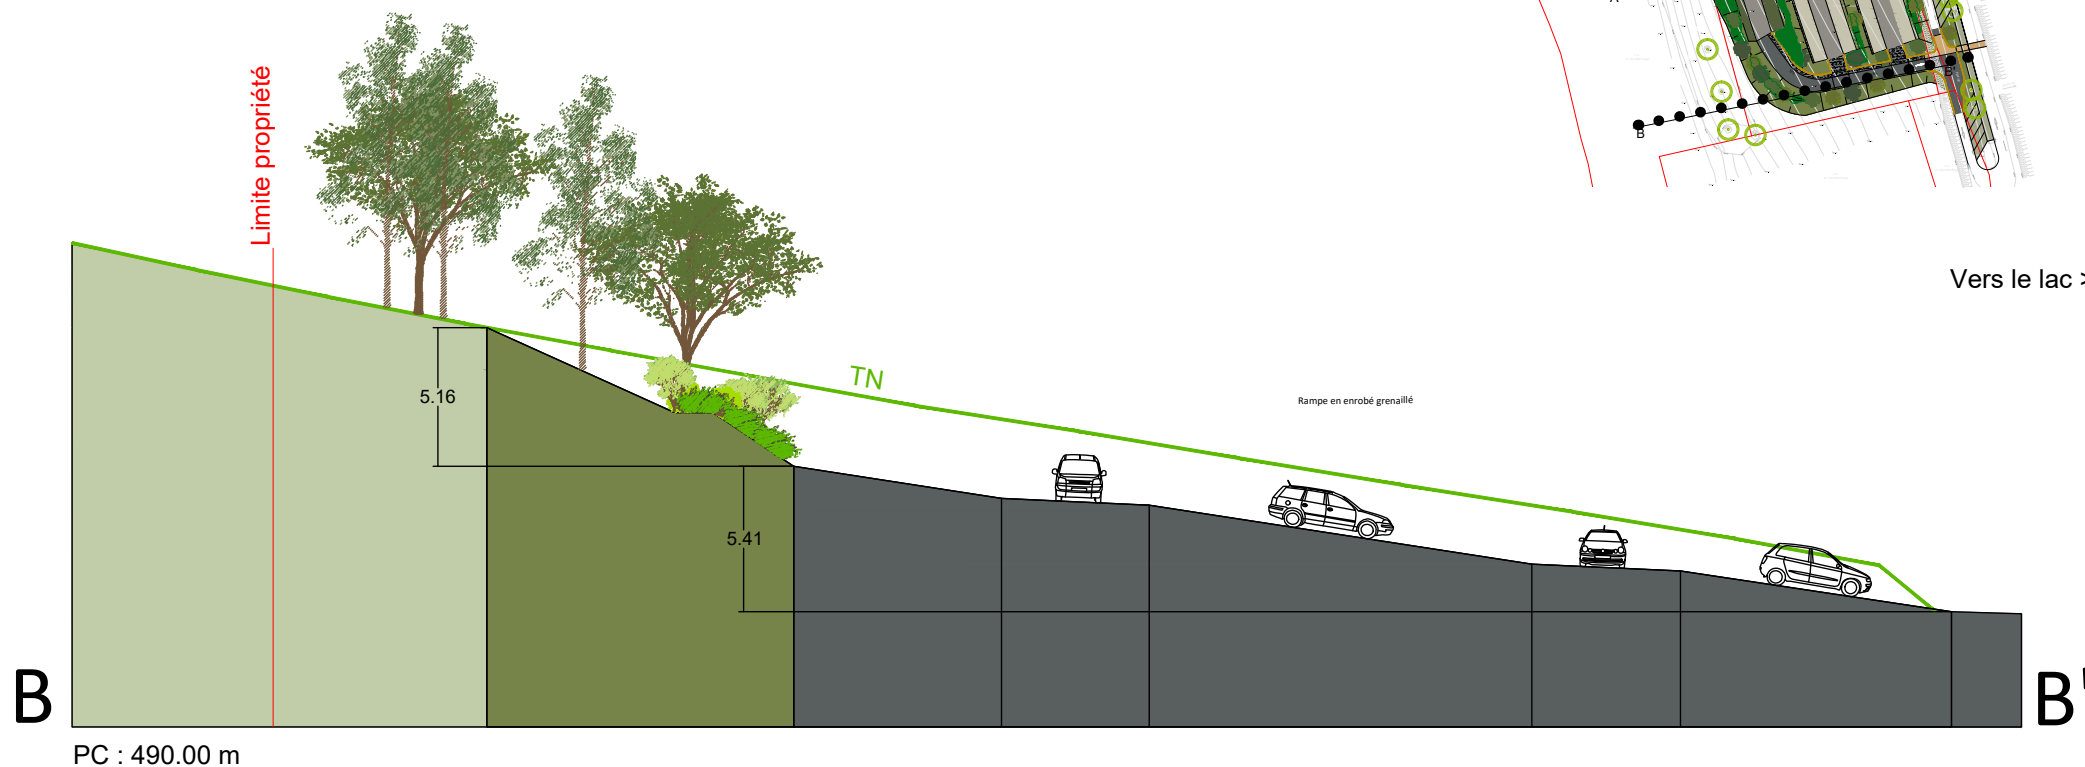 Limite propriété
B
B
Vers le lac >
TN
5.16
Rampe en enrobé grenaillé
5.41
B
B'
PC : 490.00 m